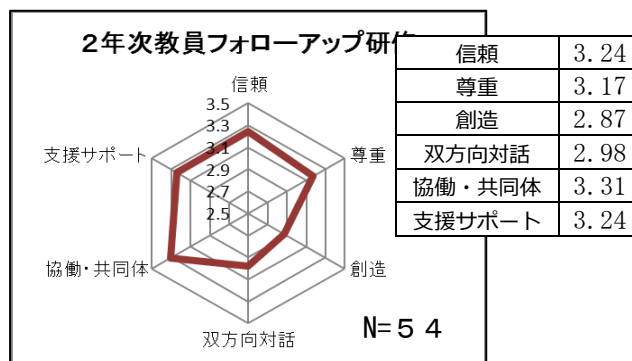 ２年次教員フォローアップ研修
信頼
3.5
3.3
3.1
2.9
2.7
2.5
支援サポート
尊重
協働・共同体
創造
双方向対話
N=５４
信頼 3.24
尊重 3.17
創造 2.87
双方向対話 2.98
協働・共同体 3.31
支援サポート 3.24